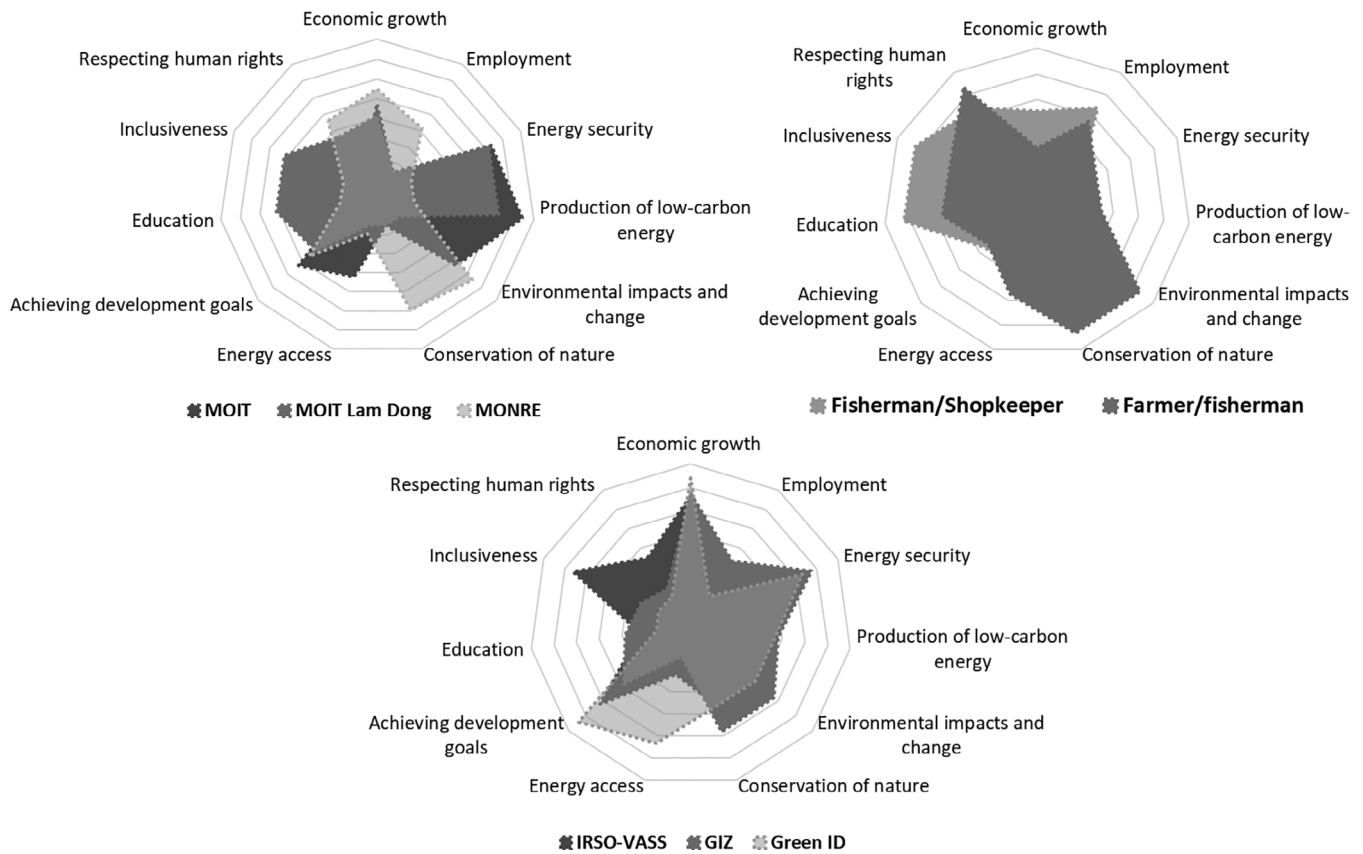 Economic growth
Respecting human rights
Employment
Inclusiveness
Energy security
Education
Production of low-carbon
energy
Achieving development goals
Environmental impacts and
change
Energy access
Conservation of nature
MOIT
MOIT Lam Dong
MONRE
Economic growth
Respecting human
rights
Employment
Inclusiveness
Energy security
Education
Production of low-
carbon energy
Achieving
development goals
Environmental impacts
and change
Energy access
Conservation of nature
Fisherman/Shopkeeper
Farmer/fisherman
Economic growth
Respecting human rights
Employment
Inclusiveness
Energy security
Education
Production of low-carbon
energy
Achieving development
goals
Environmental impacts and
change
Energy access
Conservation of nature
IRSO-VASS
GIZ
Green ID